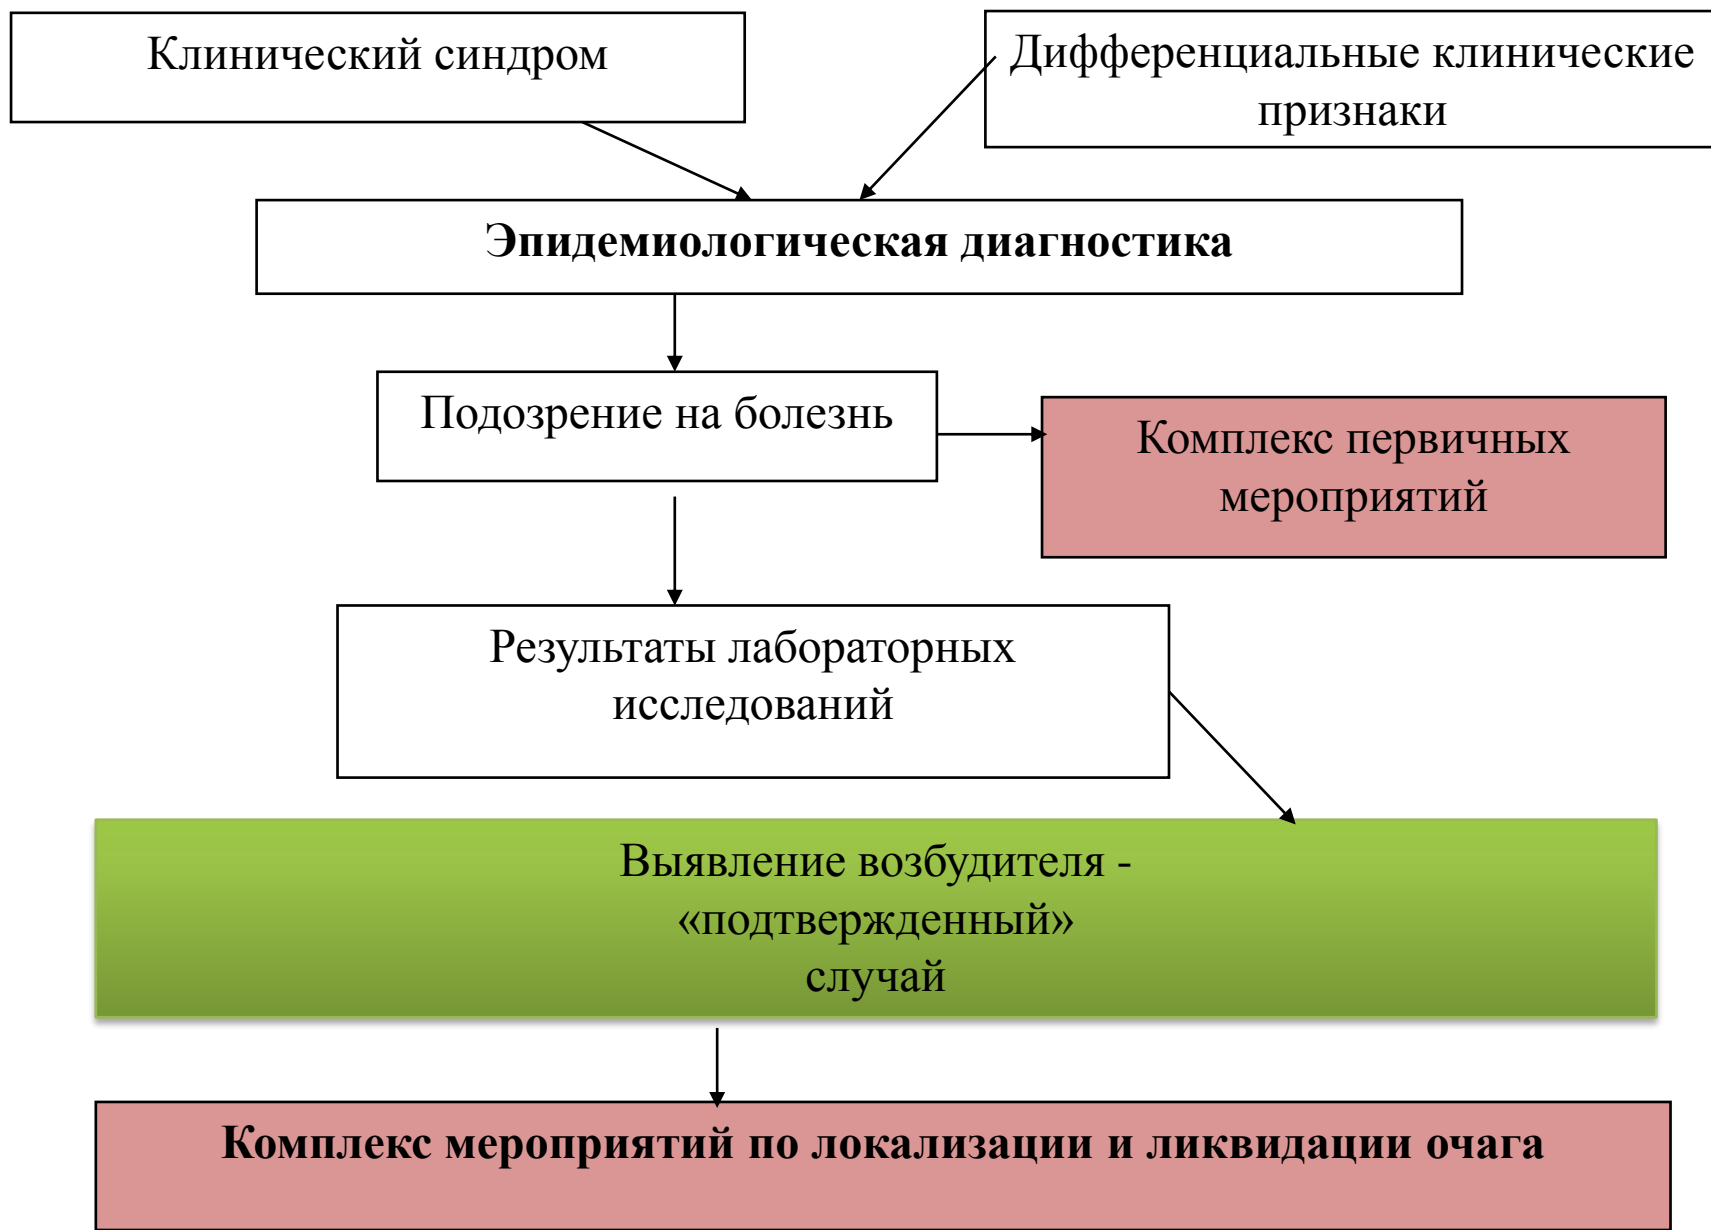 Клинический синдром
Дифференциальные клинические
признаки
Эпидемиологическая диагностика
Подозрение на болезнь
Комплекс первичных
мероприятий
Результаты лабораторных
исследований
Выявление возбудителя -
«подтвержденный»
случай
Комплекс мероприятий по локализации и ликвидации очага